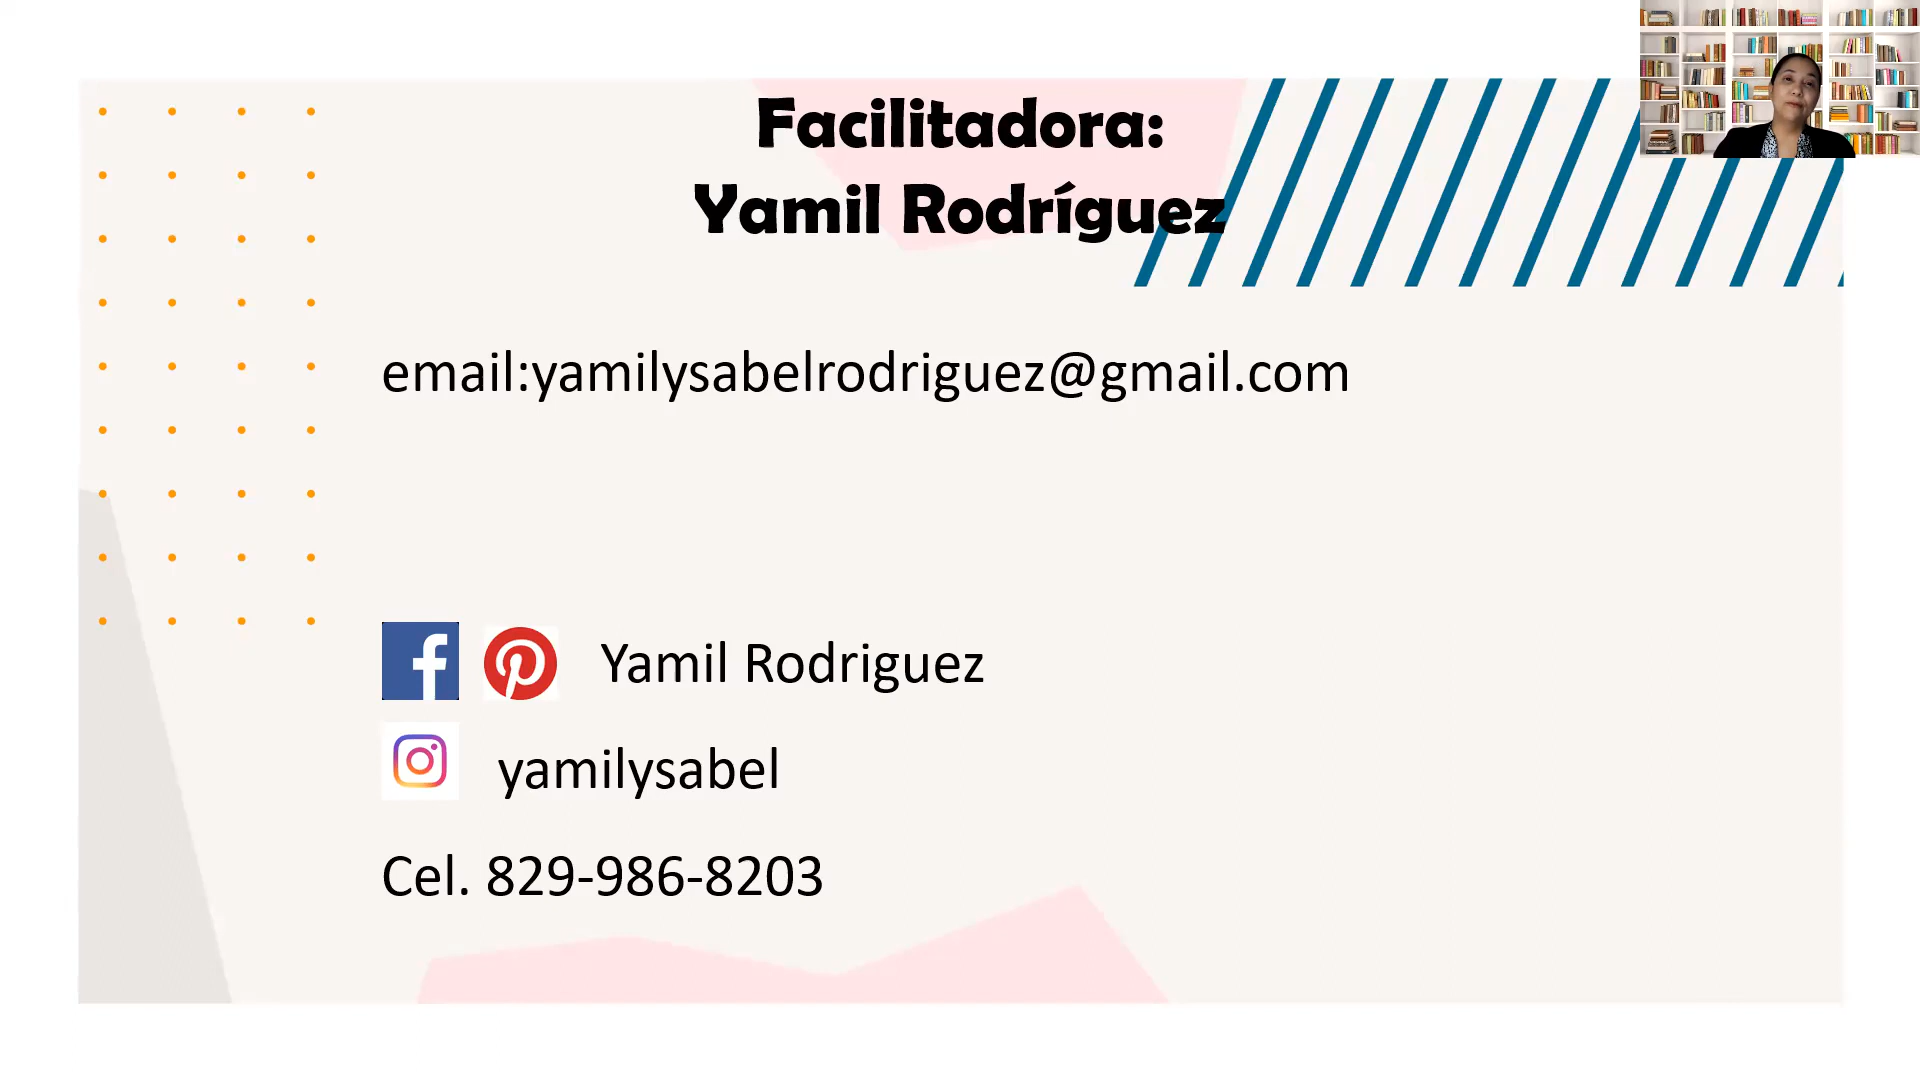 Facilitadora:
Yamil Rodríguez
email:yamilysabelrodriguez@gmail.com
Yamil Rodriguez
yamilysabel
Cel. 829-986-8203